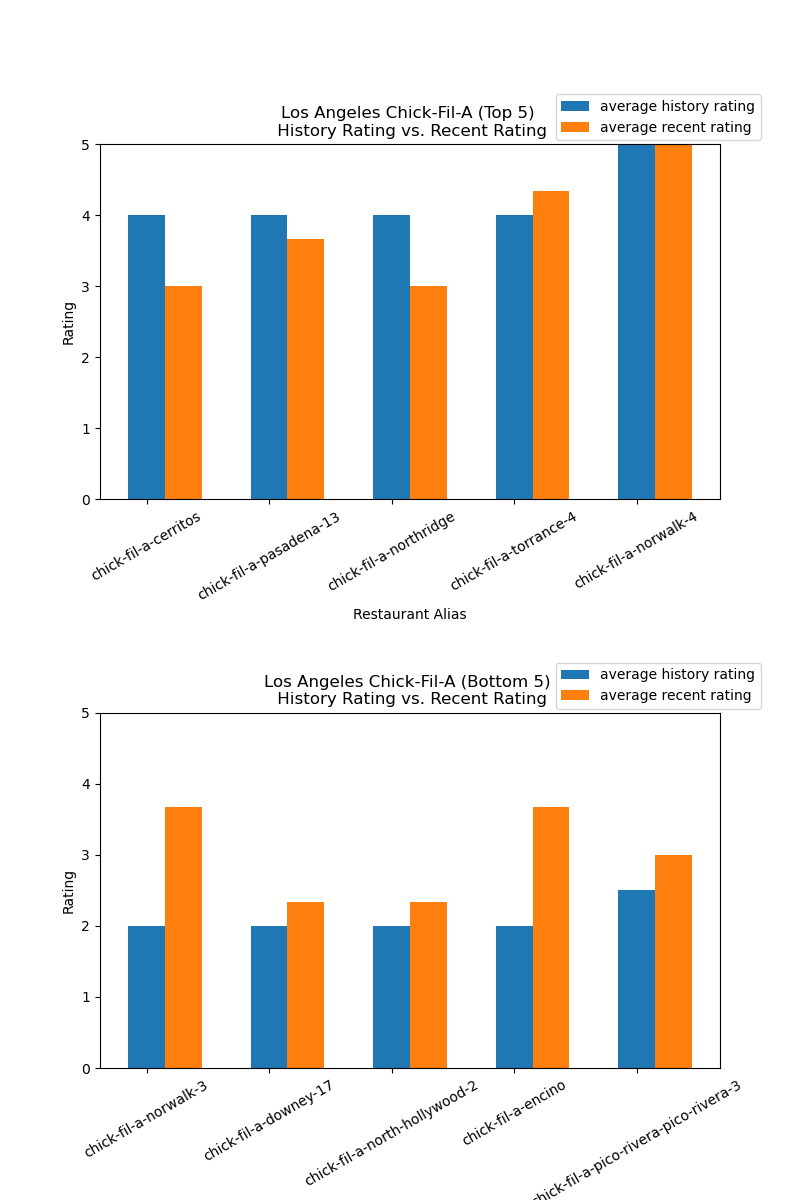 Los Angeles Chick-Fil-A (Top 5)
History Rating vs. Recent Rating
average history rating
average recent rating
5
4
3
2
1
0
Rating
chick-fil-a-cerritos
chick-fil-a-pasadena-13
chick-fil-a-northridge
chick-fil-a-torrance-4
chick-fil-a-norwalk-4
Restaurant Alias
Los Angeles Chick-Fil-A (Bottom 5)
History Rating vs. Recent Rating
average history rating
average recent rating
5
4
3
2
1
0
Rating
chick-fil-a-norwalk-3
chick-fil-a-downey-17
chick-fil-a-north-hollywood-2
chick-fil-a-encino
chick-fil-a-pico-rivera-pico-rivera-3